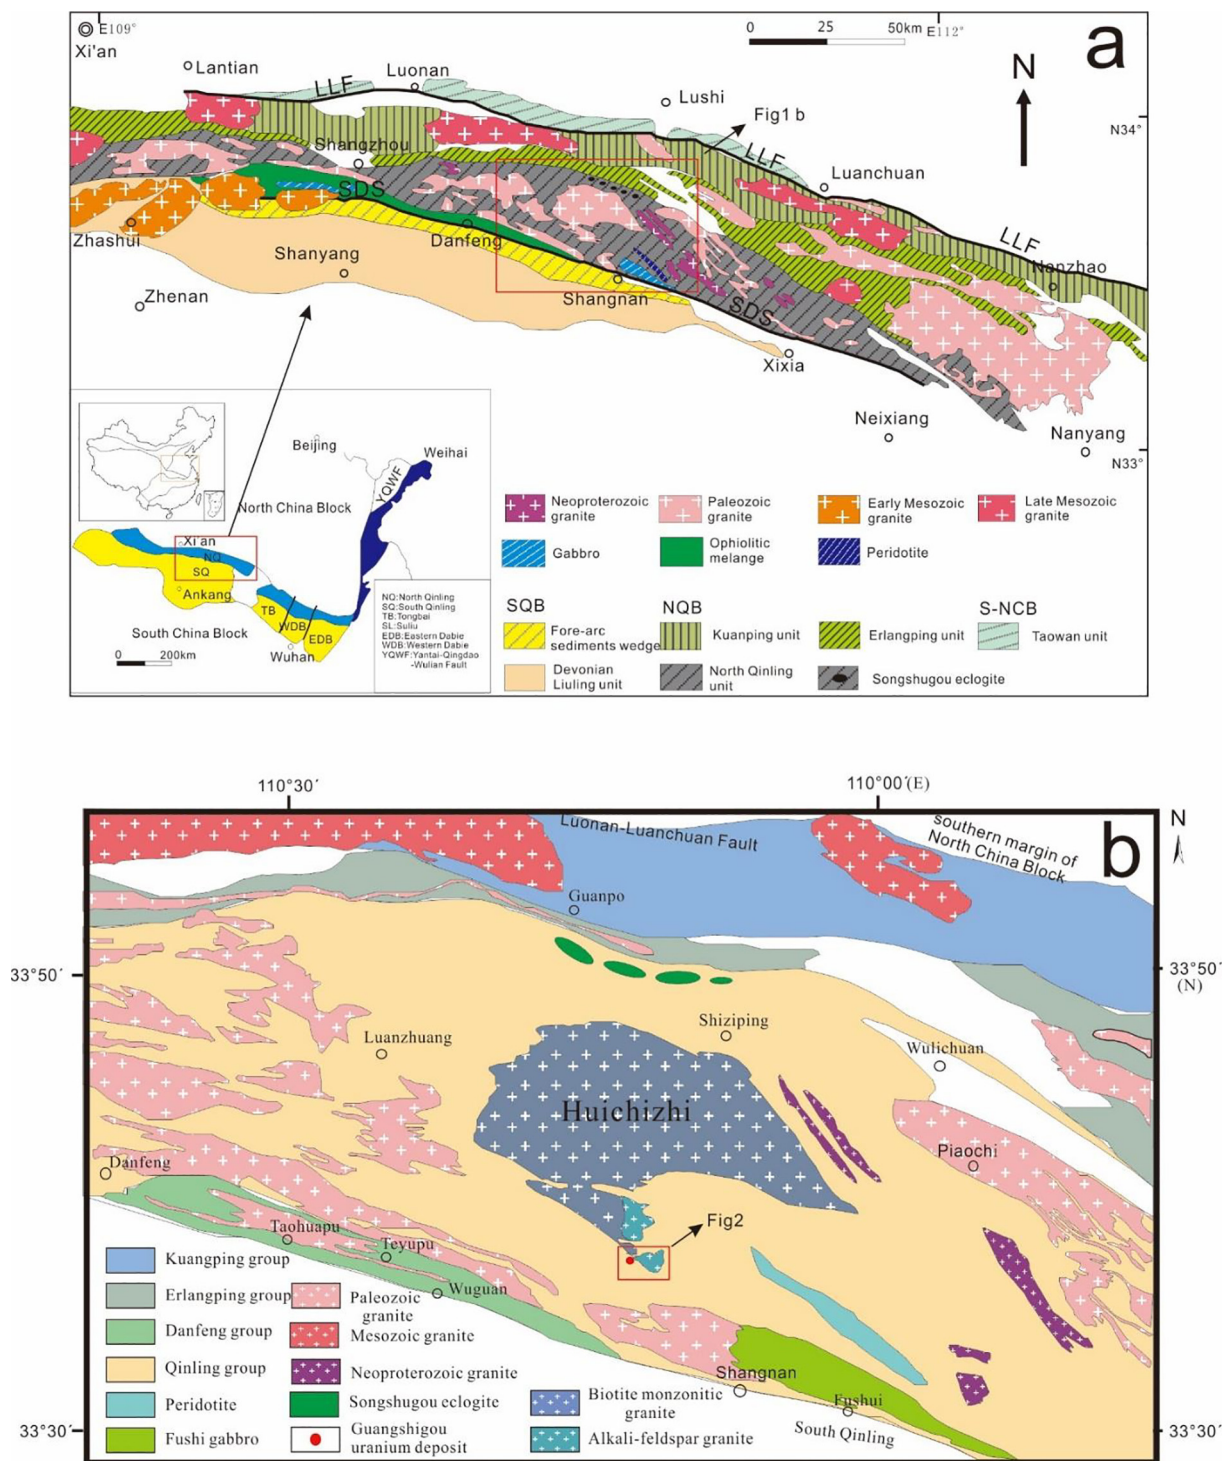 E109°
Xi'an
0 25 50km
E112°
a
Lantian
LLF
Luonan
Lushi
N
Fig1 b
N34°
Shangzhou
LLF
Luanchuan
SDS
LLF
Zhashui
Danfeng
Nanzhao
Shanyang
Zhenan
Shangnan
SDS
Xixia
Neixiang
Nanyang
N33°
Beijing
Weihai
YQWF
North China Block
Xi'an
NQ
SQ
Ankang
TB
WDB
EDB
South China Block
Wuhan
0 200km
NQ:North Qinling
SQ:South Qinling
TB:Tongbai
SL:Suliu
EDB:Eastern Dabie
WDB:Western Dabie
YQWF:Yantai-Qingdao
-Wulian Fault
Neoproterozoic
granite
Paleozoic
granite
Early Mesozoic
granite
Late Mesozoic
granite
Gabbro
Ophiolitic
melange
Peridotite
SQB
NQB
S-NCB
Fore-arc
sediments wedge
Kuanping unit
Erlangping unit
Taowan unit
Devonian
Liuling unit
North Qinling
unit
Songshugou eclogite
110°30′
110°00′(E)
N
b
Luonan-Luanchuan Fault
southern margin of
North China Block
Guanpo
33°50′
33°50′
(N)
Luanzhuang
Shiziping
Wulichuan
Huichizhi
Danfeng
Piaochi
Taohuapu
Teyupu
Fig2
Wuguan
Shangnan
Fushui
South Qinling
33°30′
33°30′
Kuangping group
Erlangping group
Danfeng group
Qinling group
Peridotite
Fushi gabbro
Paleozoic
granite
Mesozoic granite
Neoproterozoic granite
Songshugou eclogite
Guangshigou
uranium deposit
Biotite monzonitic
granite
Alkali-feldspar granite